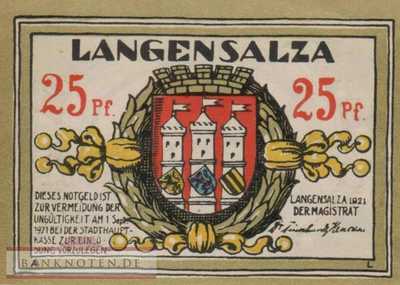 LANGENSALZA
25 Pf.
25 Pf.
DIESES NOTGELD IST
ZUR VERMEIDUNG DER
UNGÜLTIGKEIT AM 1. Sept.
1921 BEI DER STADTHAUPT-
KASSE ZUR EINLÖ-
SUNG VORZULEGEN
LANGENSALZA 1921
DER MAGISTRAT
L
BANKNOTEN.DE